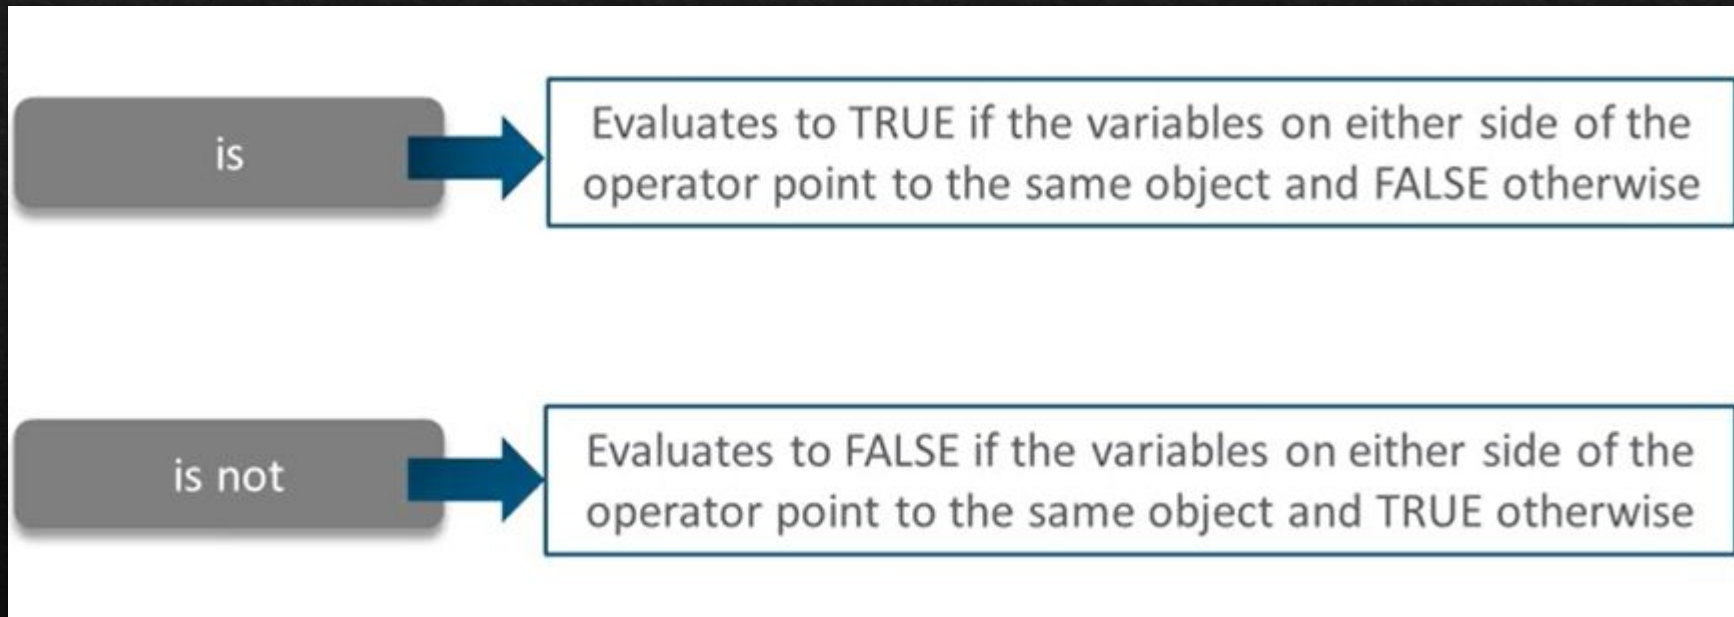 is
Evaluates to TRUE if the variables on either side of the
operator point to the same object and FALSE otherwise
is not
Evaluates to FALSE if the variables on either side of the
operator point to the same object and TRUE otherwise